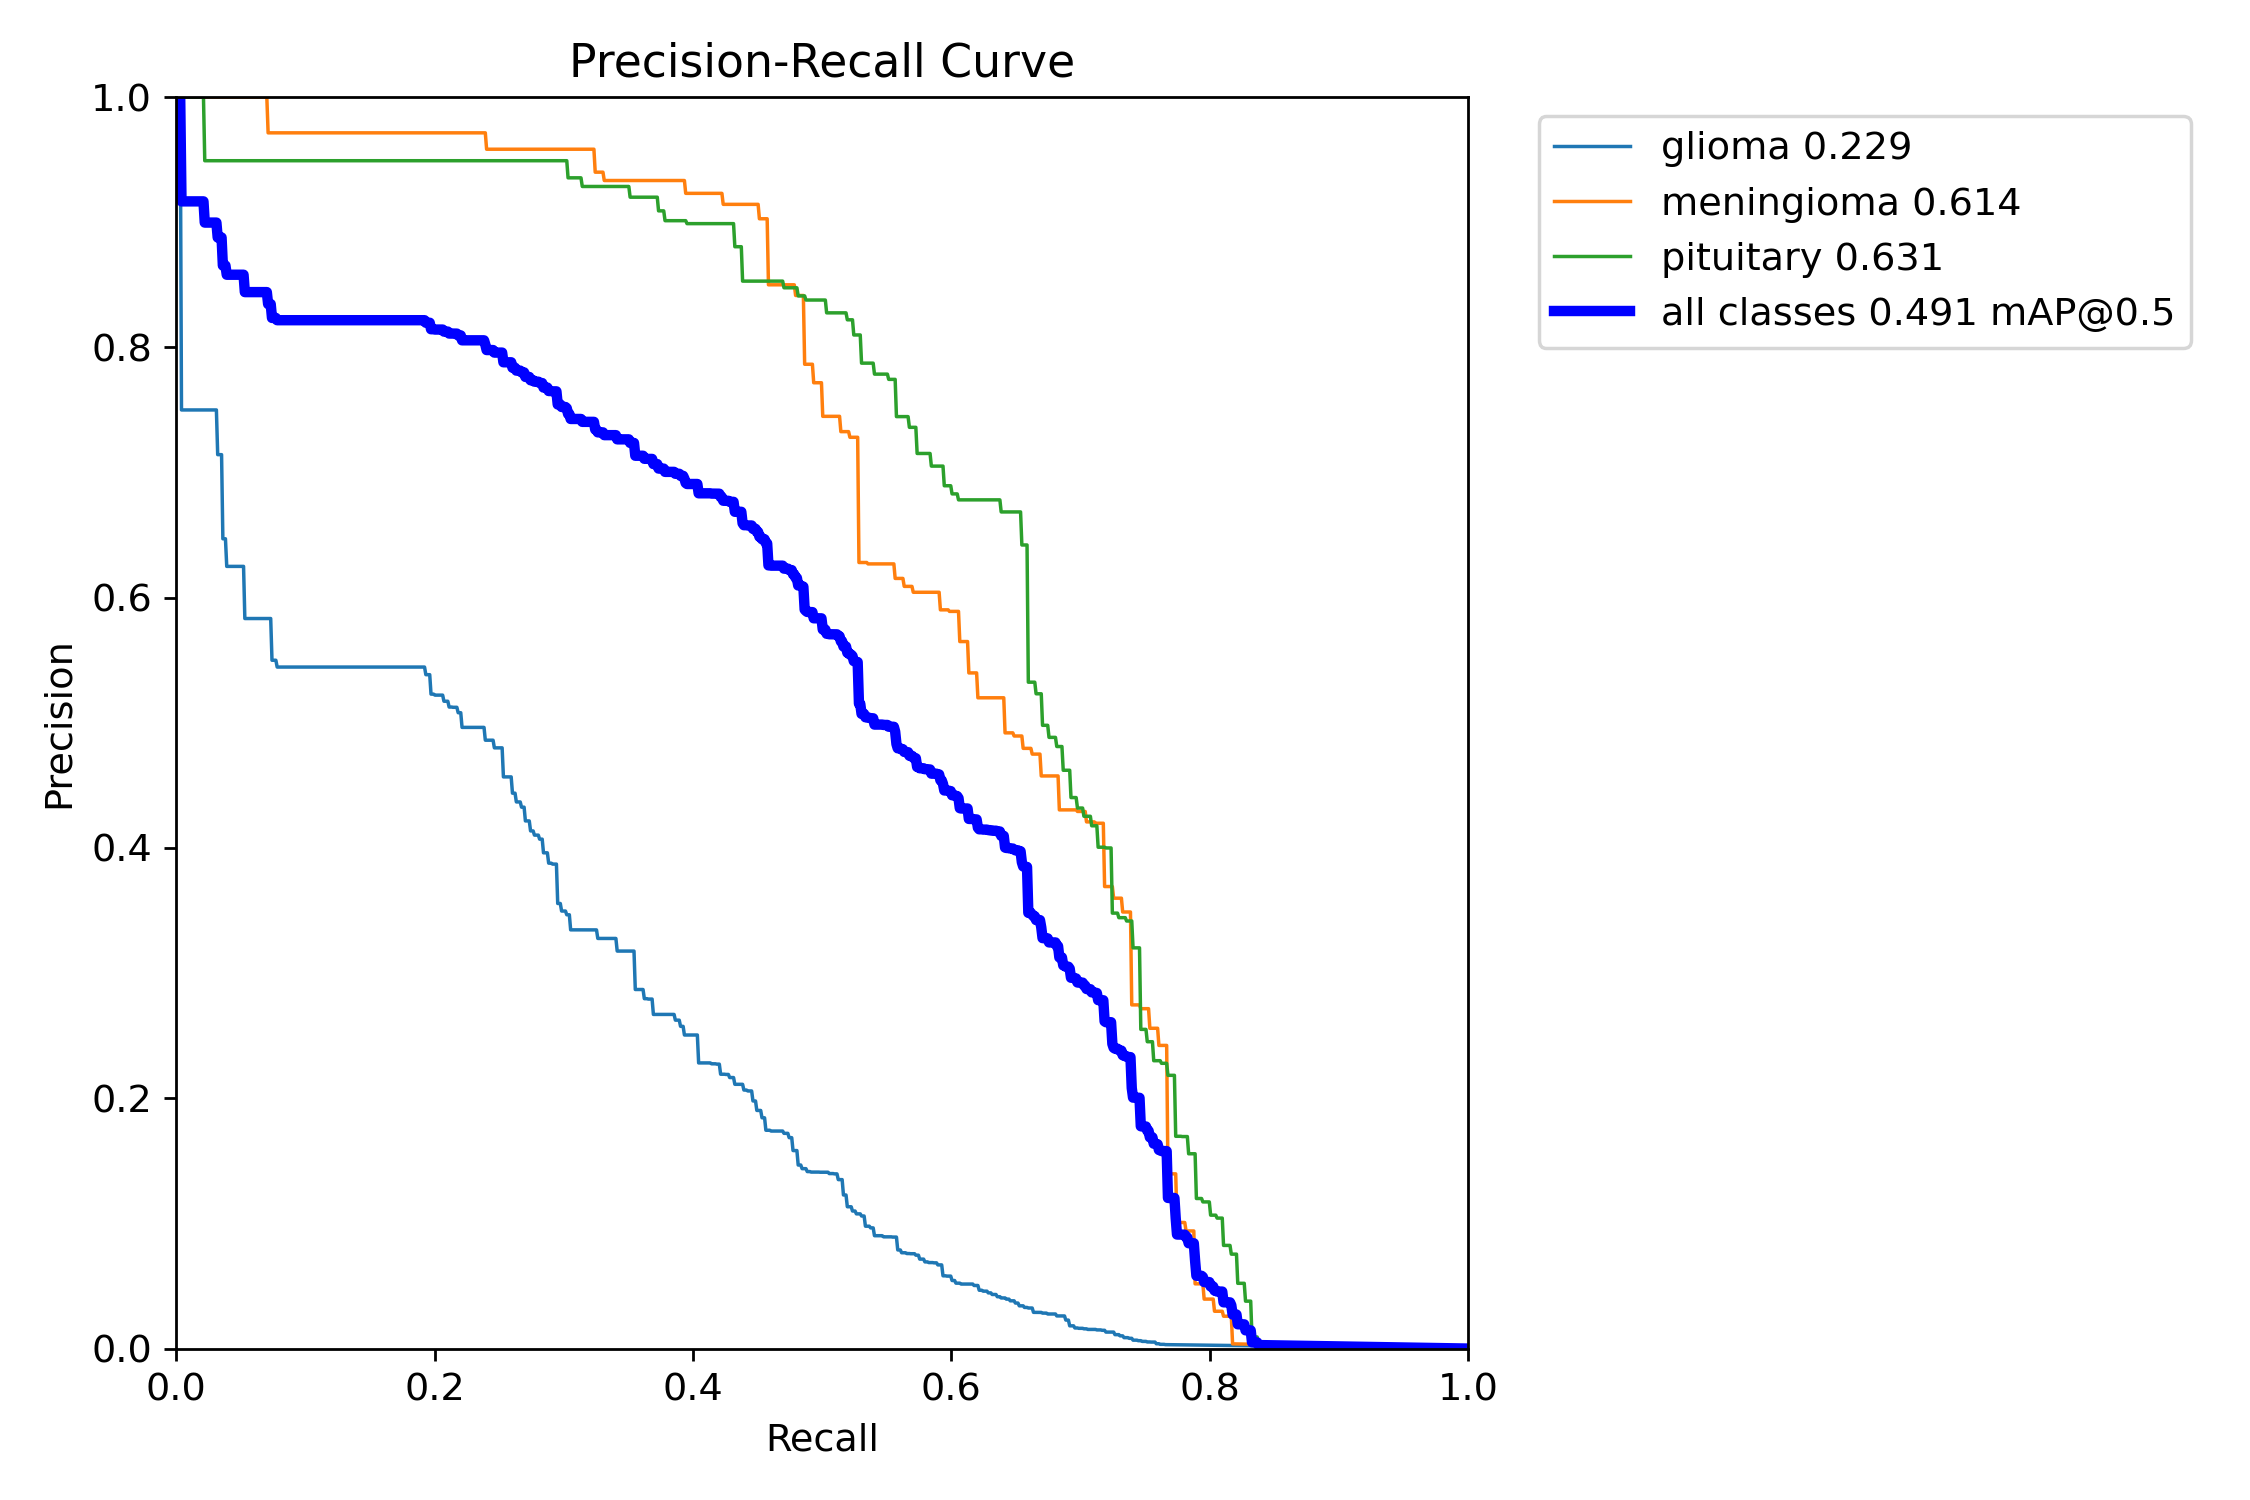 Precision-Recall Curve
glioma 0.229
meningioma 0.614
pituitary 0.631
all classes 0.491 mAP@0.5
1.0
0.8
0.6
0.4
0.2
0.0
Precision
0.0 0.2 0.4 0.6 0.8 1.0
Recall